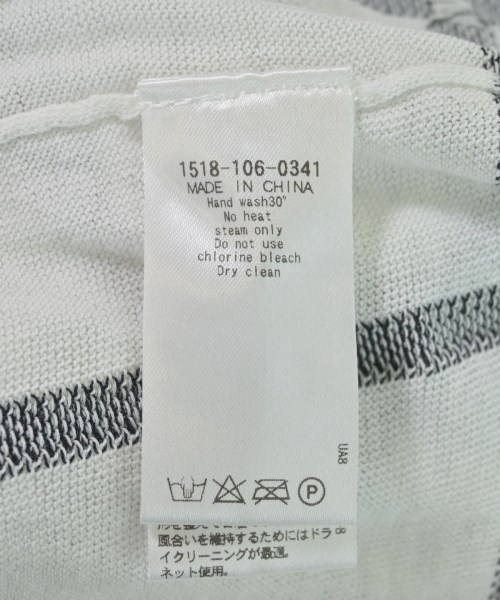 1518-106-0341
MADE IN CHINA
Hand wash30°
No heat
steam only
Do not use
chlorine bleach
Dry clean
UA8
P
風合いを維持するためにはドラ
イクリーニングが最適。
ネット使用。